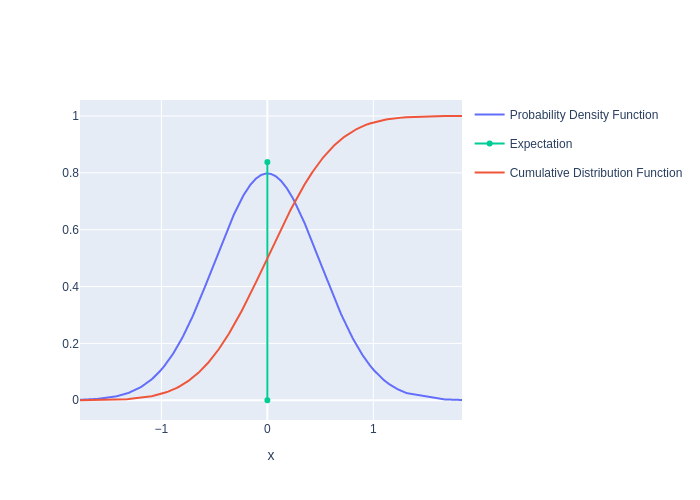 Probability Density Function
Expectation
Cumulative Distribution Function
1
0.8
0.6
0.4
0.2
0
−1
0
1
x